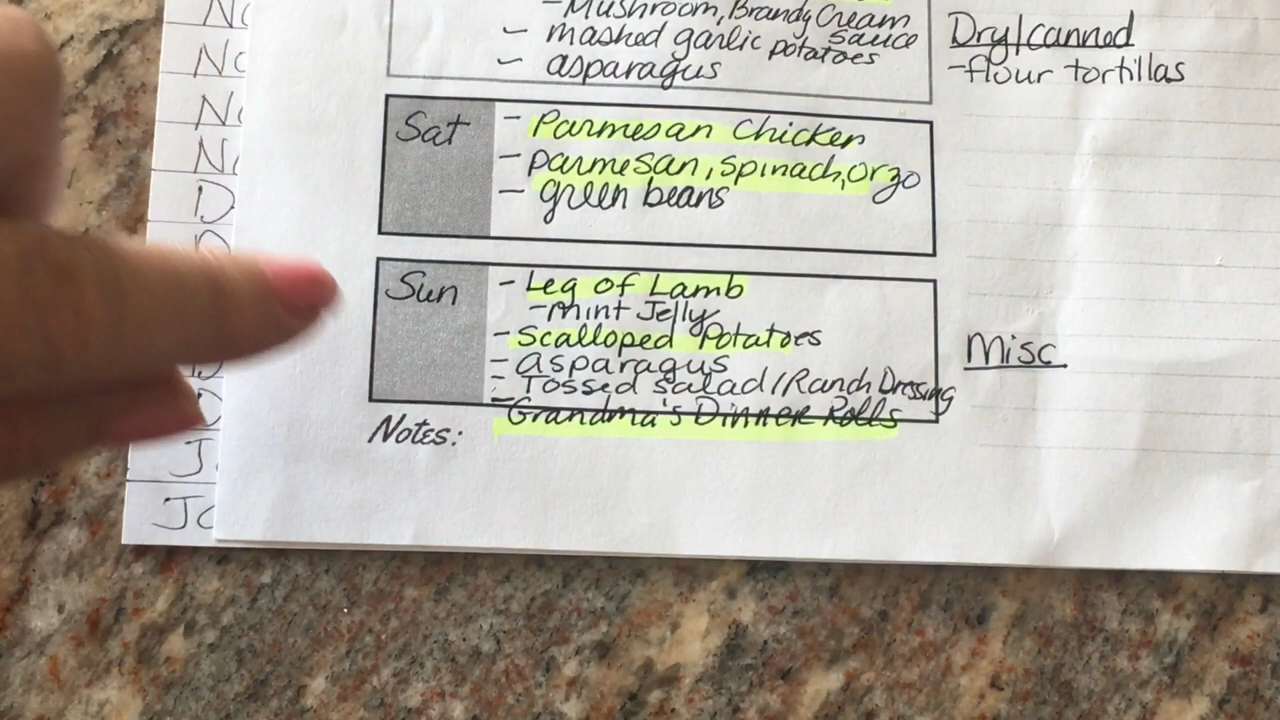 - Mushroom, Brandy Cream
sauce
- mashed garlic potatoes
- asparagus
Dry/canned
- flour tortillas
Sat
- Parmesan Chicken
- parmesan, spinach, orzo
- green beans
Sun
- Leg of Lamb
- mint Jelly
- Scalloped Potatoes
- asparagus
- Tossed salad / Ranch Dressing
- Grandma's Dinner Rolls
Notes:
Misc